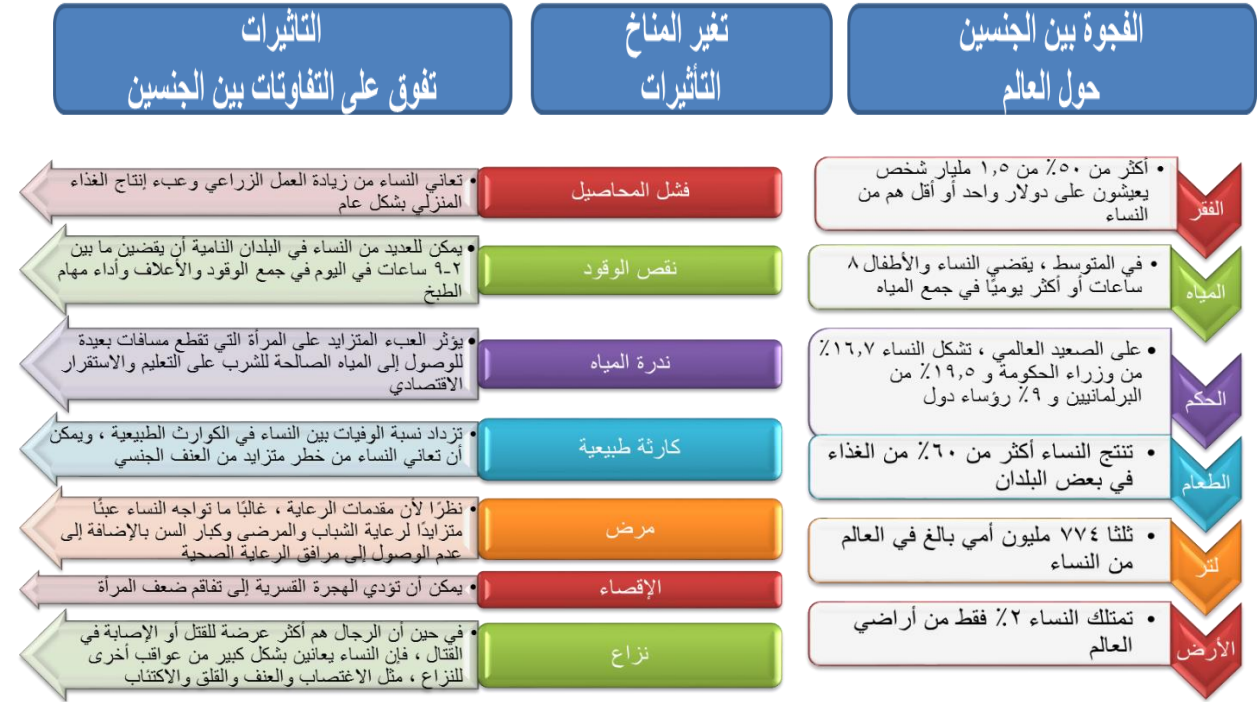 الفجوة بين الجنسين
حول العالم
تغير المناخ
التأثيرات
التاثيرات
تفوق على التفاوتات بين الجنسين
الفقر
• أكثر من ٥٠٪ من ١,٥ مليار شخص
يعيشون على دولار واحد أو أقل هم من
النساء
المياه
• في المتوسط ، يقضي النساء والأطفال ٨
ساعات أو أكثر يوميًا في جمع المياه
الحكم
• على الصعيد العالمي ، تشكل النساء ١٦,٧٪
من وزراء الحكومة و ١٩,٥٪ من
البرلمانيين و ٩٪ رؤساء دول
الطعام
• تنتج النساء أكثر من ٦٠٪ من الغذاء
في بعض البلدان
لتر
• ثلثا ٧٧٤ مليون أمي بالغ في العالم
من النساء
الأرض
• تمتلك النساء ٢٪ فقط من أراضي
العالم
فشل المحاصيل
• تعاني النساء من زيادة العمل الزراعي وعبء إنتاج الغذاء
المنزلي بشكل عام
نقص الوقود
• يمكن للعديد من النساء في البلدان النامية أن يقضين ما بين
٢-٩ ساعات في اليوم في جمع الوقود والأعلاف وأداء مهام
الطبخ
ندرة المياه
• يؤثر العبء المتزايد على المرأة التي تقطع مسافات بعيدة
للوصول إلى المياه الصالحة للشرب على التعليم والاستقرار
الاقتصادي
كارثة طبيعية
• تزداد نسبة الوفيات بين النساء في الكوارث الطبيعية ، ويمكن
أن تعاني النساء من خطر متزايد من العنف الجنسي
مرض
• نظرًا لأن مقدمات الرعاية ، غالبًا ما تواجه النساء عبئًا
متزايدًا لرعاية الشباب والمرضى وكبار السن بالإضافة إلى
عدم الوصول إلى مرافق الرعاية الصحية
الإقصاء
• يمكن أن تؤدي الهجرة القسرية إلى تفاقم ضعف المرأة
نزاع
• في حين أن الرجال هم أكثر عرضة للقتل أو الإصابة في
القتال ، فإن النساء يعانين بشكل كبير من عواقب أخرى
للنزاع ، مثل الاغتصاب والعنف والقلق والاكتئاب